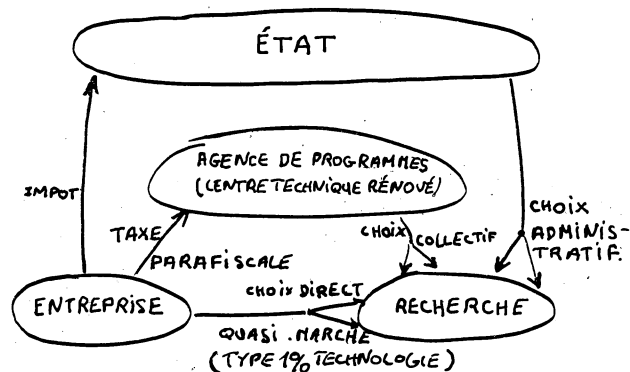 ÉTAT
AGENCE DE PROGRAMMES
(CENTRE TECHNIQUE RÉNOVÉ)
IMPOT
TAXE
PARAFISCALE
CHOIX
COLLECTIF
CHOIX
ADMINIS-
TRATIF.
ENTREPRISE
CHOIX DIRECT
RECHERCHE
QUASI.MARCHÉ
(TYPE 1% TECHNOLOGIE)